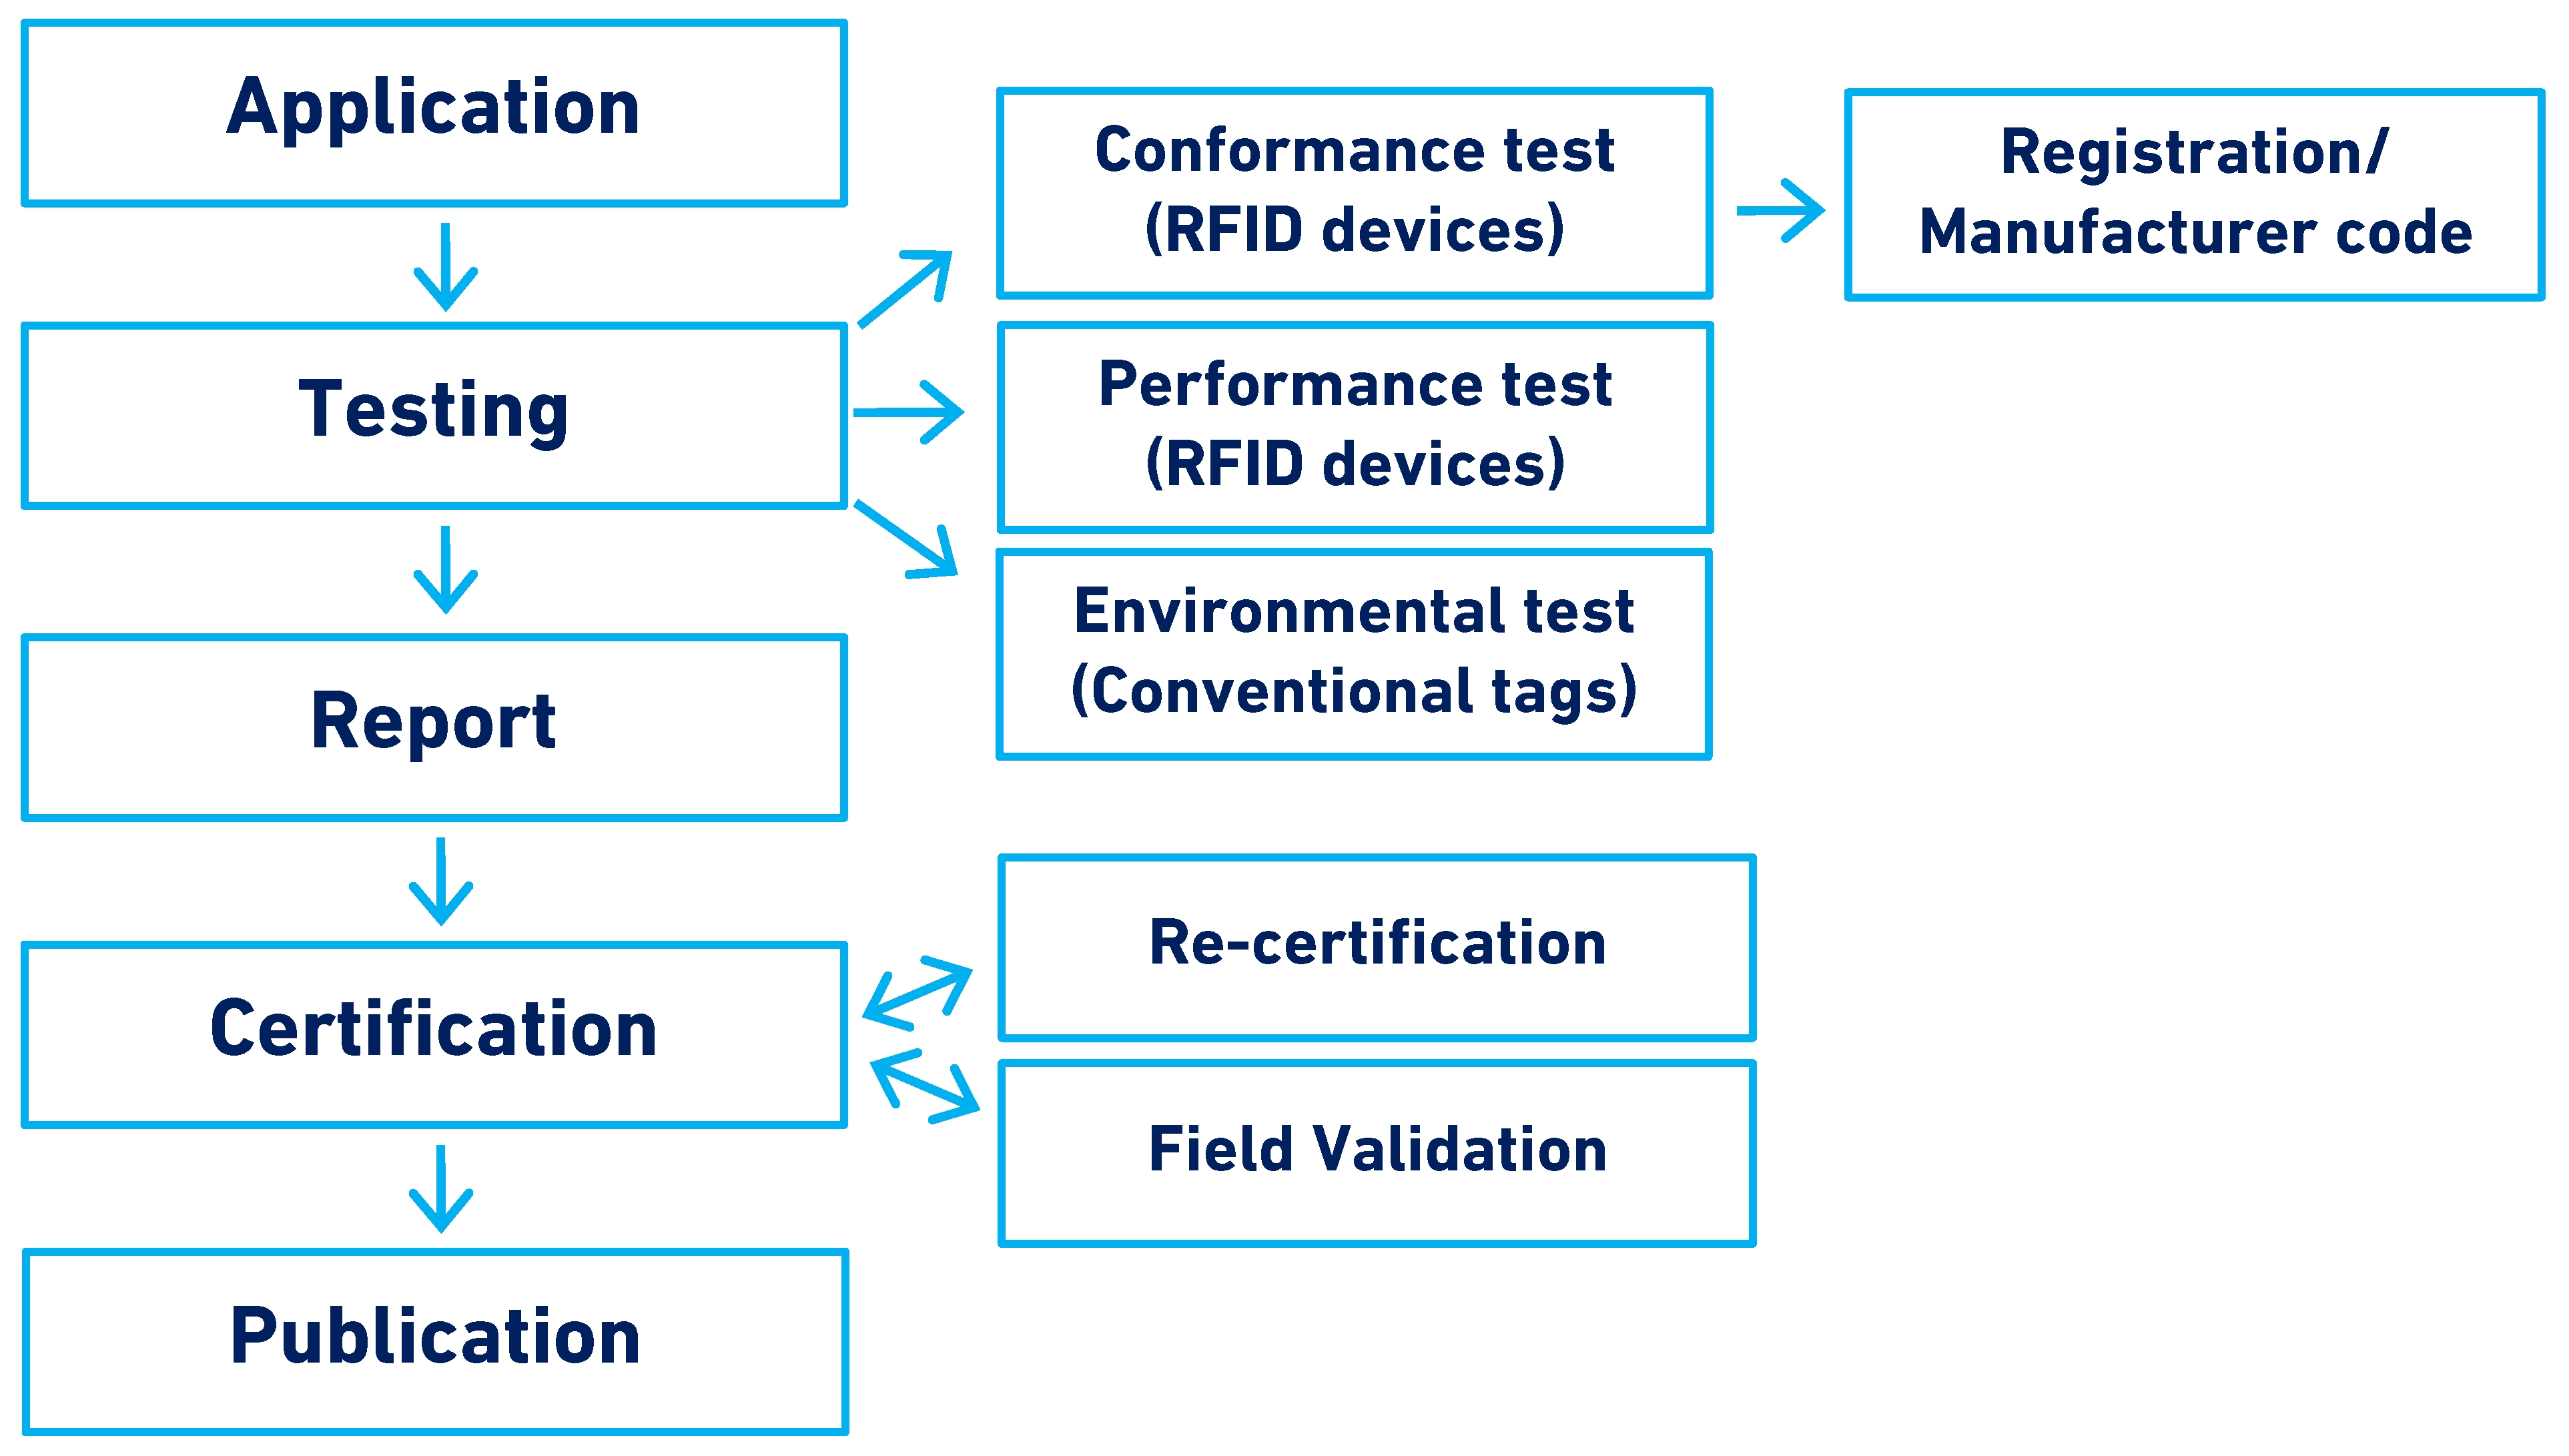 Application
Conformance test
(RFID devices)
Registration/
Manufacturer code
Testing
Performance test
(RFID devices)
Environmental test
(Conventional tags)
Report
Re-certification
Certification
Field Validation
Publication